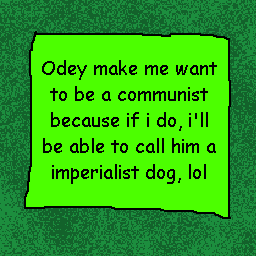 Odey make me want
to be a communist
because if i do, i'll
be able to call him a
imperialist dog, lol